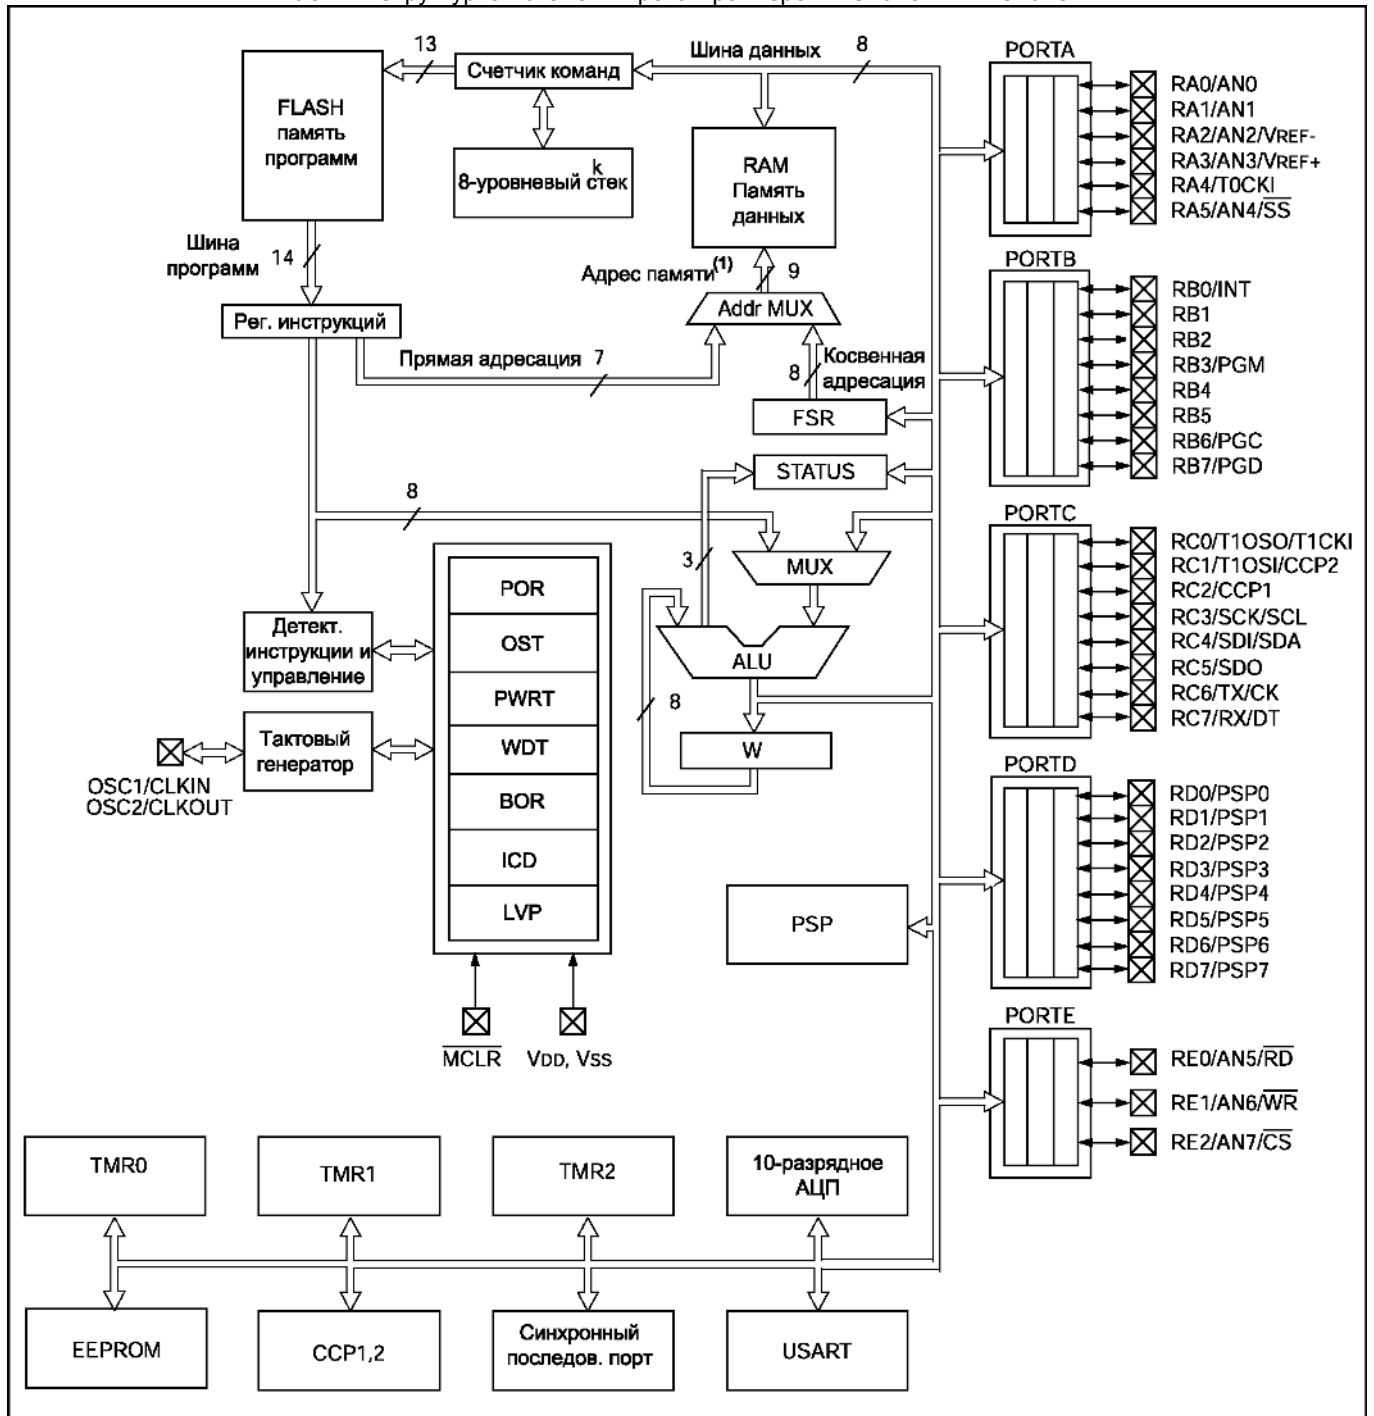 13
Шина данных
8
Счетчик команд
FLASH
память
программ
8-уровневый стек
k
RAM
Память
данных
Шина
программ
14
Адрес памяти(1)
9
Addr MUX
Рег. инструкций
Прямая адресация
7
8
Косвенная
адресация
FSR
STATUS
8
3
MUX
ALU
8
W
Детект.
инструкции и
управление
Тактовый
генератор
OSC1/CLKIN
OSC2/CLKOUT
POR
OST
PWRT
WDT
BOR
ICD
LVP
MCLR
VDD, VSS
PSP
PORTA
RA0/AN0
RA1/AN1
RA2/AN2/VREF-
RA3/AN3/VREF+
RA4/T0CKI
RA5/AN4/SS
PORTB
RB0/INT
RB1
RB2
RB3/PGM
RB4
RB5
RB6/PGC
RB7/PGD
PORTC
RC0/T1OSO/T1CKI
RC1/T1OSI/CCP2
RC2/CCP1
RC3/SCK/SCL
RC4/SDI/SDA
RC5/SDO
RC6/TX/CK
RC7/RX/DT
PORTD
RD0/PSP0
RD1/PSP1
RD2/PSP2
RD3/PSP3
RD4/PSP4
RD5/PSP5
RD6/PSP6
RD7/PSP7
PORTE
RE0/AN5/RD
RE1/AN6/WR
RE2/AN7/CS
TMR0
TMR1
TMR2
10-разрядное
АЦП
EEPROM
CCP1,2
Синхронный
последов. порт
USART